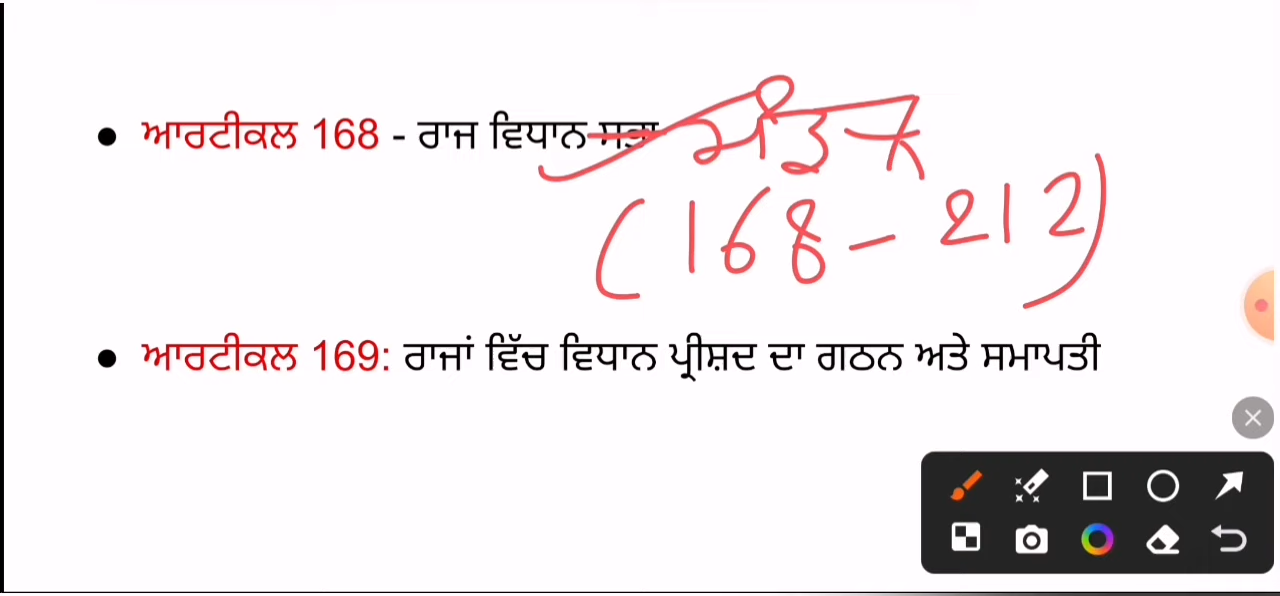 • ਆਰਟੀਕਲ 168 - ਰਾਜ ਵਿਧਾਨ ਸਭਾ ਮੰਡਲ
(168 - 212)
• ਆਰਟੀਕਲ 169: ਰਾਜਾਂ ਵਿੱਚ ਵਿਧਾਨ ਪ੍ਰੀਸ਼ਦ ਦਾ ਗਠਨ ਅਤੇ ਸਮਾਪਤੀ